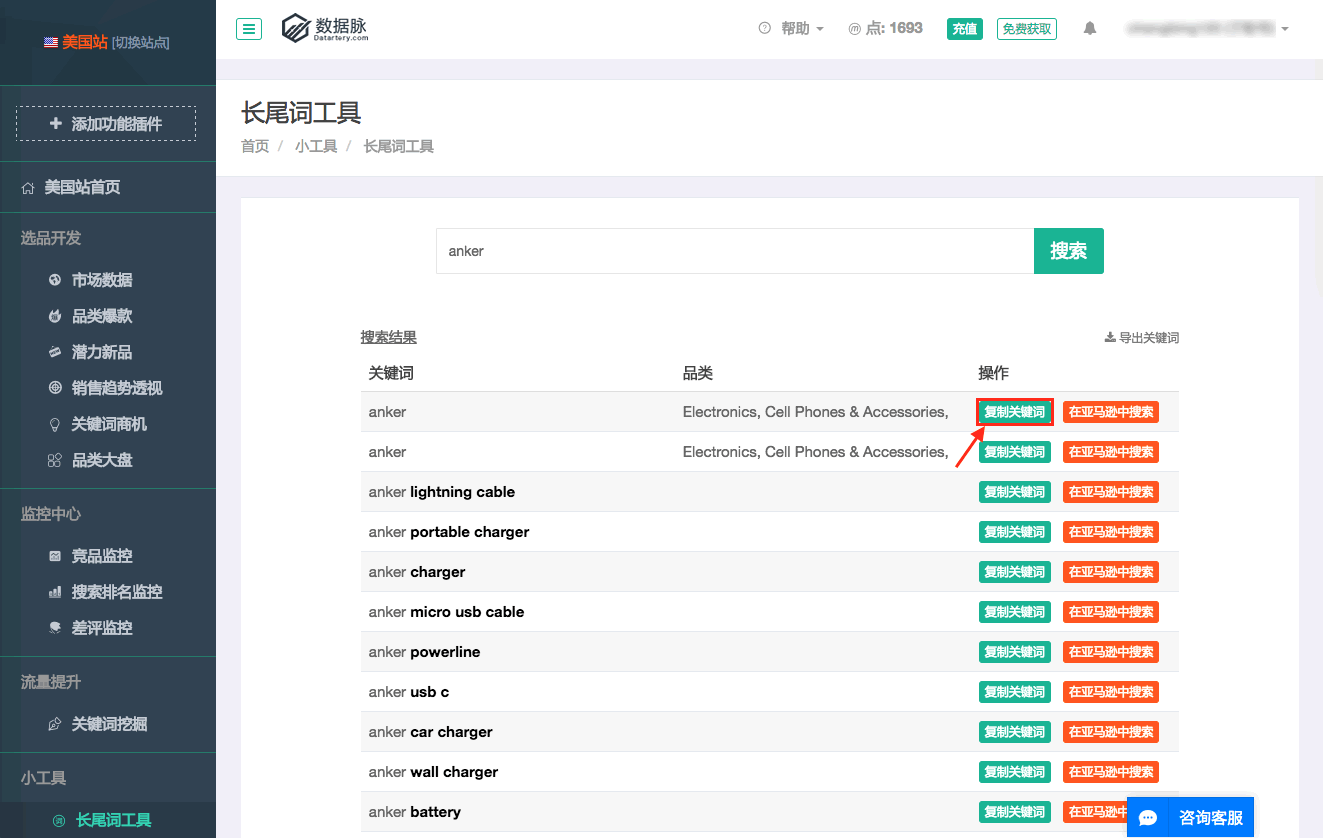 美国站 [切换站点]
添加功能插件
美国站首页
选品开发
市场数据
品类爆款
潜力新品
销售趋势透视
关键词商机
品类大盘
监控中心
竞品监控
搜索排名监控
差评监控
流量提升
关键词挖掘
小工具
长尾词工具
数据脉
Datartery.com
帮助
点: 1693
充值
免费获取
长尾词工具
首页 / 小工具 / 长尾词工具
anker
搜索
搜索结果
导出关键词
关键词 品类 操作
anker Electronics, Cell Phones & Accessories, 复制关键词 在亚马逊中搜索
anker Electronics, Cell Phones & Accessories, 复制关键词 在亚马逊中搜索
anker lightning cable 复制关键词 在亚马逊中搜索
anker portable charger 复制关键词 在亚马逊中搜索
anker charger 复制关键词 在亚马逊中搜索
anker micro usb cable 复制关键词 在亚马逊中搜索
anker powerline 复制关键词 在亚马逊中搜索
anker usb c 复制关键词 在亚马逊中搜索
anker car charger 复制关键词 在亚马逊中搜索
anker wall charger 复制关键词 在亚马逊中搜索
anker battery 复制关键词 在亚马逊
咨询客服